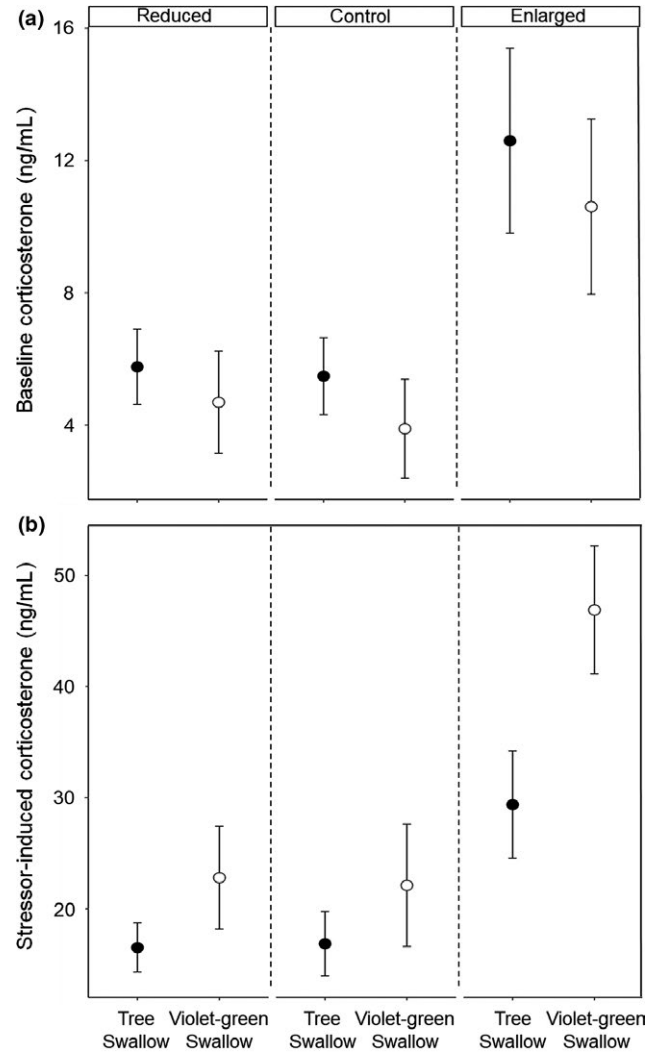 (a)
Reduced
Control
Enlarged
Baseline corticosterone (ng/mL)
16
12
8
4
(b)
Stressor-induced corticosterone (ng/mL)
50
40
30
20
Tree Swallow
Violet-green Swallow
Tree Swallow
Violet-green Swallow
Tree Swallow
Violet-green Swallow